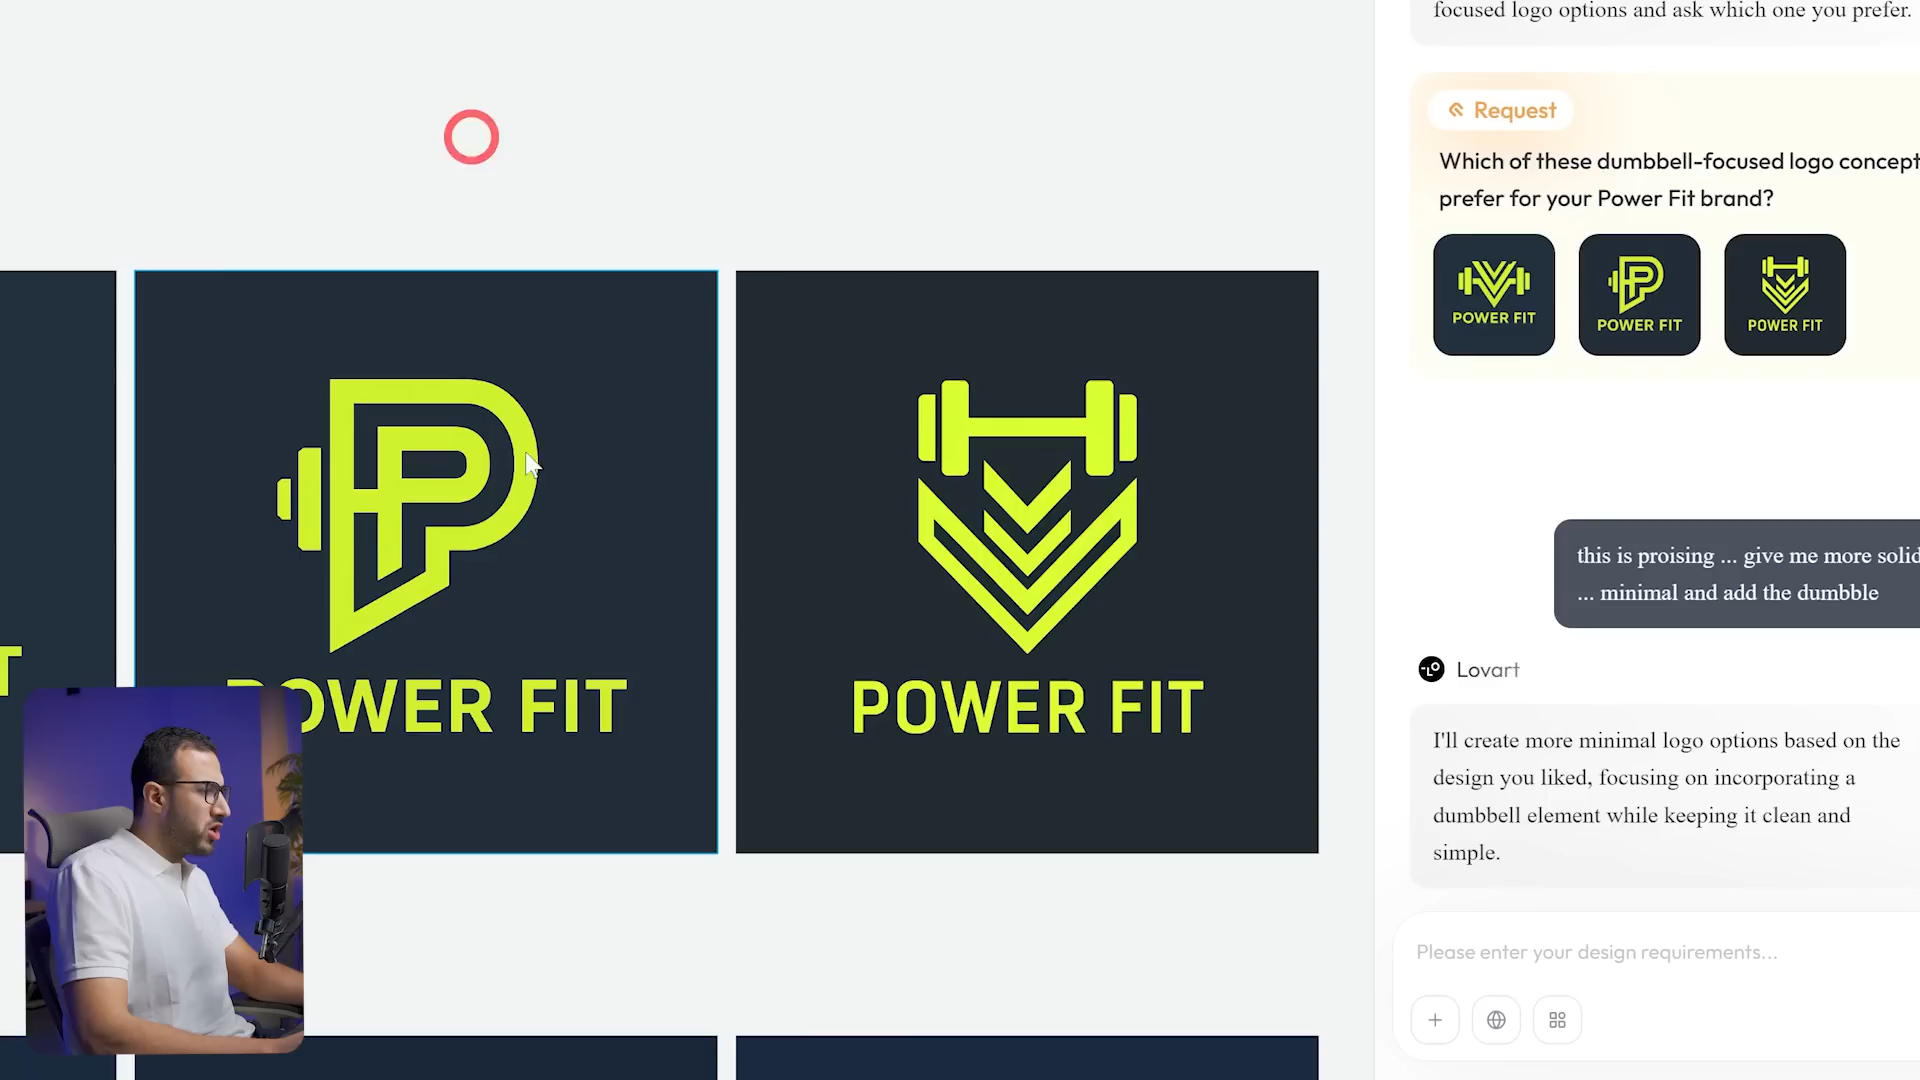 T
POWER FIT
POWER FIT
focused logo options and ask which one you prefer.
Request
Which of these dumbbell-focused logo concept
prefer for your Power Fit brand?
POWER FIT
POWER FIT
POWER FIT
this is proising ... give me more solid
... minimal and add the dumbble
Lovart
I'll create more minimal logo options based on the
design you liked, focusing on incorporating a
dumbbell element while keeping it clean and
simple.
Please enter your design requirements...